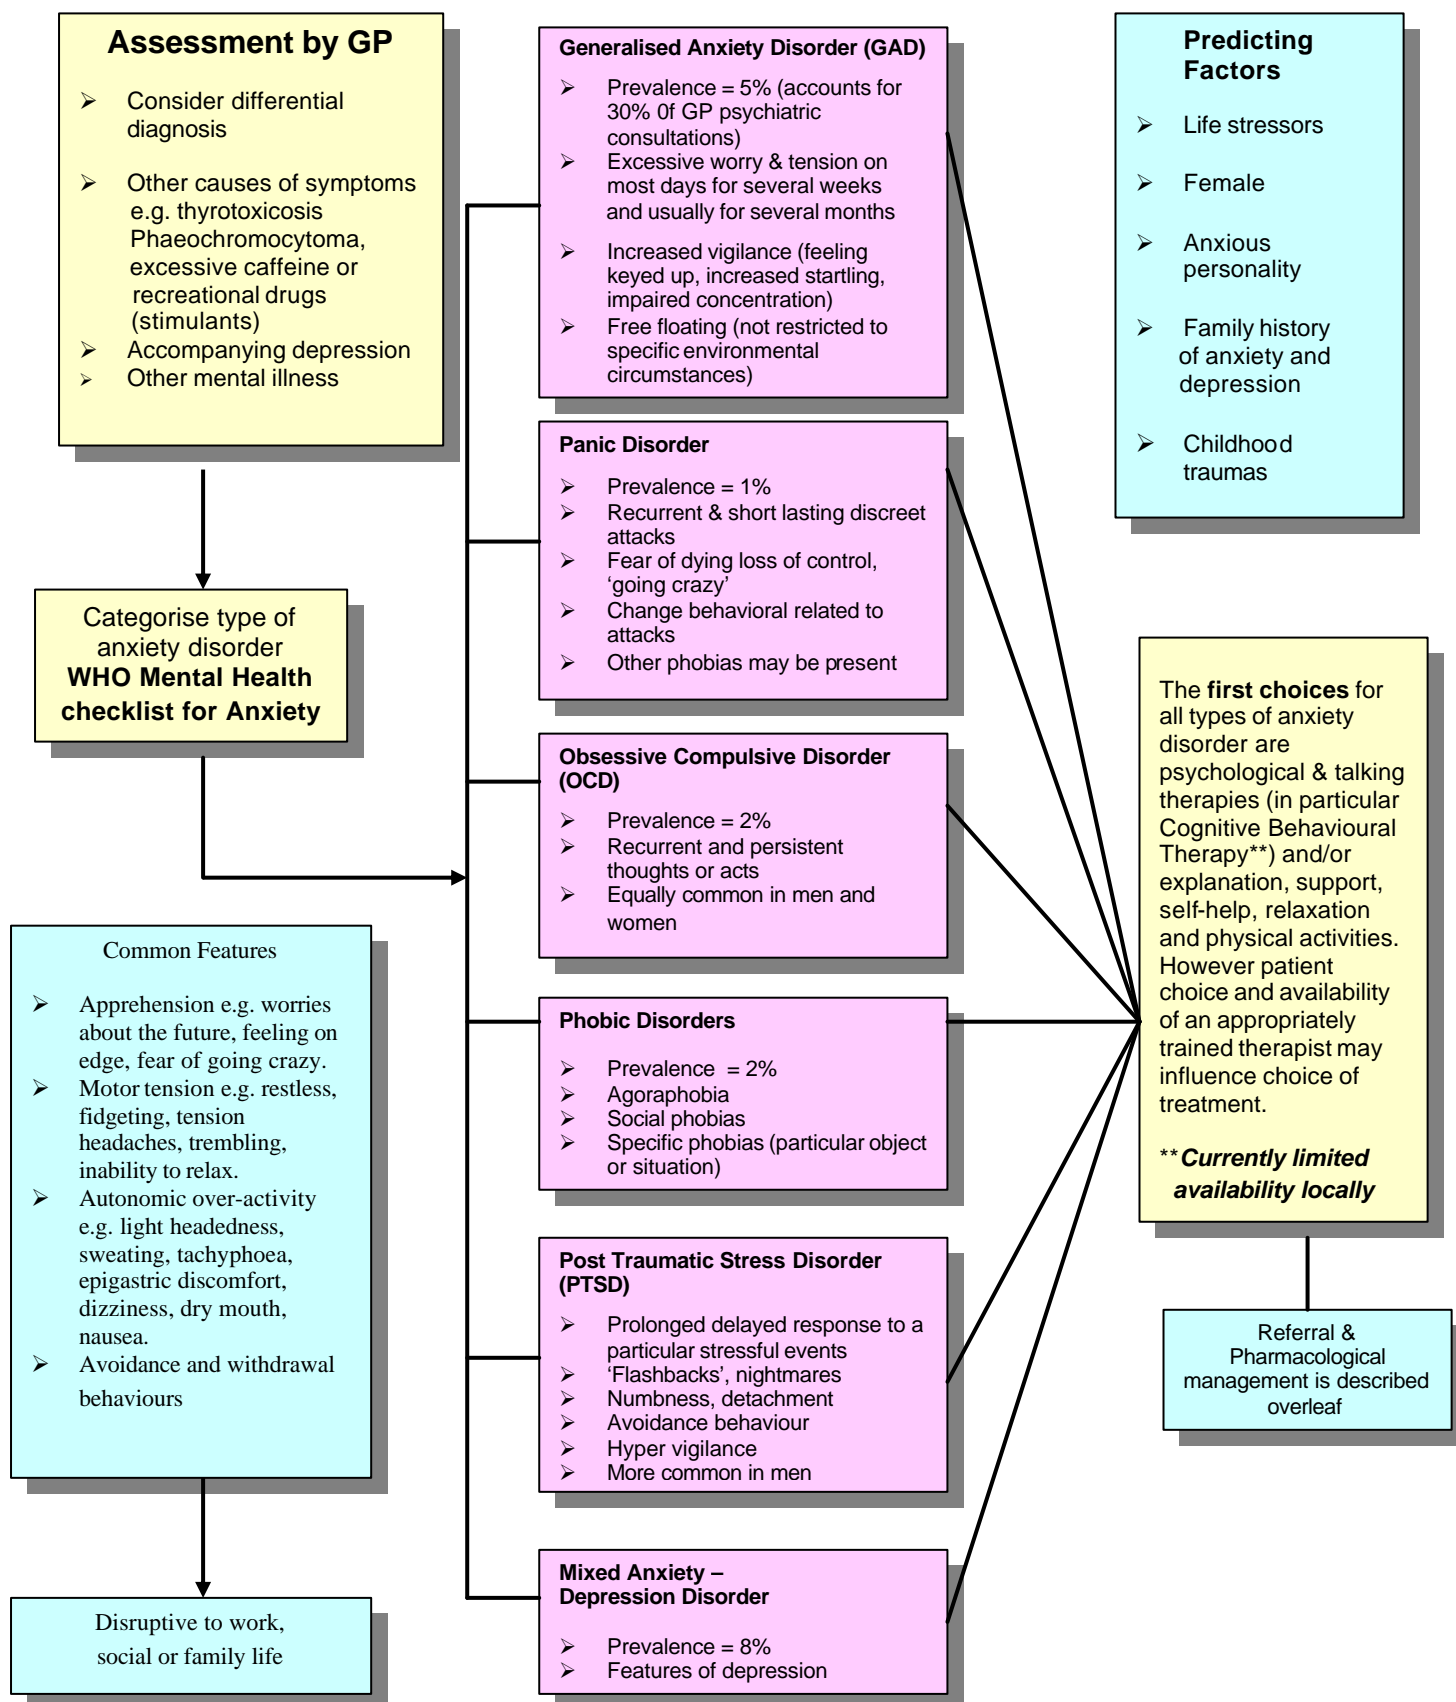 Assessment by GP
➢ Consider differential
diagnosis
➢ Other causes of symptoms
e.g. thyrotoxicosis
Phaeochromocytoma,
excessive caffeine or
recreational drugs
(stimulants)
➢ Accompanying depression
➢ Other mental illness
Categorise type of
anxiety disorder
WHO Mental Health
checklist for Anxiety
Common Features
➢ Apprehension e.g. worries
about the future, feeling on
edge, fear of going crazy.
➢ Motor tension e.g. restless,
fidgeting, tension
headaches, trembling,
inability to relax.
➢ Autonomic over-activity
e.g. light headedness,
sweating, tachyphoea,
epigastric discomfort,
dizziness, dry mouth,
nausea.
➢ Avoidance and withdrawal
behaviours
Disruptive to work,
social or family life
Generalised Anxiety Disorder (GAD)
➢ Prevalence = 5% (accounts for
30% 0f GP psychiatric
consultations)
➢ Excessive worry & tension on
most days for several weeks
and usually for several months
➢ Increased vigilance (feeling
keyed up, increased startling,
impaired concentration)
➢ Free floating (not restricted to
specific environmental
circumstances)
Panic Disorder
➢ Prevalence = 1%
➢ Recurrent & short lasting discreet
attacks
➢ Fear of dying loss of control,
‘going crazy’
➢ Change behavioral related to
attacks
➢ Other phobias may be present
Obsessive Compulsive Disorder
(OCD)
➢ Prevalence = 2%
➢ Recurrent and persistent
thoughts or acts
➢ Equally common in men and
women
Phobic Disorders
➢ Prevalence = 2%
➢ Agoraphobia
➢ Social phobias
➢ Specific phobias (particular object
or situation)
Post Traumatic Stress Disorder
(PTSD)
➢ Prolonged delayed response to a
particular stressful events
➢ ‘Flashbacks’, nightmares
➢ Numbness, detachment
➢ Avoidance behaviour
➢ Hyper vigilance
➢ More common in men
Mixed Anxiety –
Depression Disorder
➢ Prevalence = 8%
➢ Features of depression
Predicting
Factors
➢ Life stressors
➢ Female
➢ Anxious
personality
➢ Family history
of anxiety and
depression
➢ Childhood
traumas
The first choices for
all types of anxiety
disorder are
psychological & talking
therapies (in particular
Cognitive Behavioural
Therapy**) and/or
explanation, support,
self-help, relaxation
and physical activities.
However patient
choice and availability
of an appropriately
trained therapist may
influence choice of
treatment.
**Currently limited
availability locally
Referral &
Pharmacological
management is described
overleaf